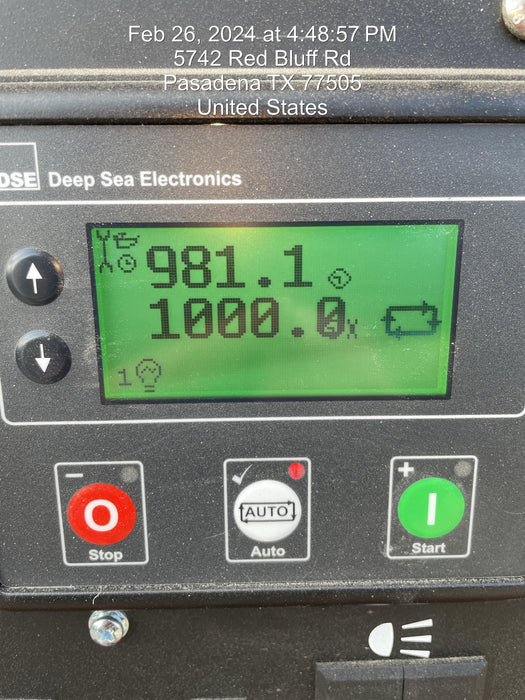 Feb 26, 2024 at 4:48:57 PM
5742 Red Bluff Rd
Pasadena TX 77505
United States
DSE Deep Sea Electronics
981.1
1000.0
1
− +
AUTO
Stop Auto Start